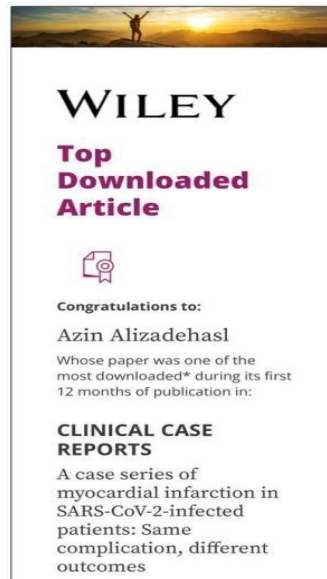 WILEY
Top
Downloaded
Article
Congratulations to:
Azin Alizadehasl
Whose paper was one of the
most downloaded* during its first
12 months of publication in:
CLINICAL CASE
REPORTS
A case series of
myocardial infarction in
SARS-CoV-2-infected
patients: Same
complication, different
outcomes